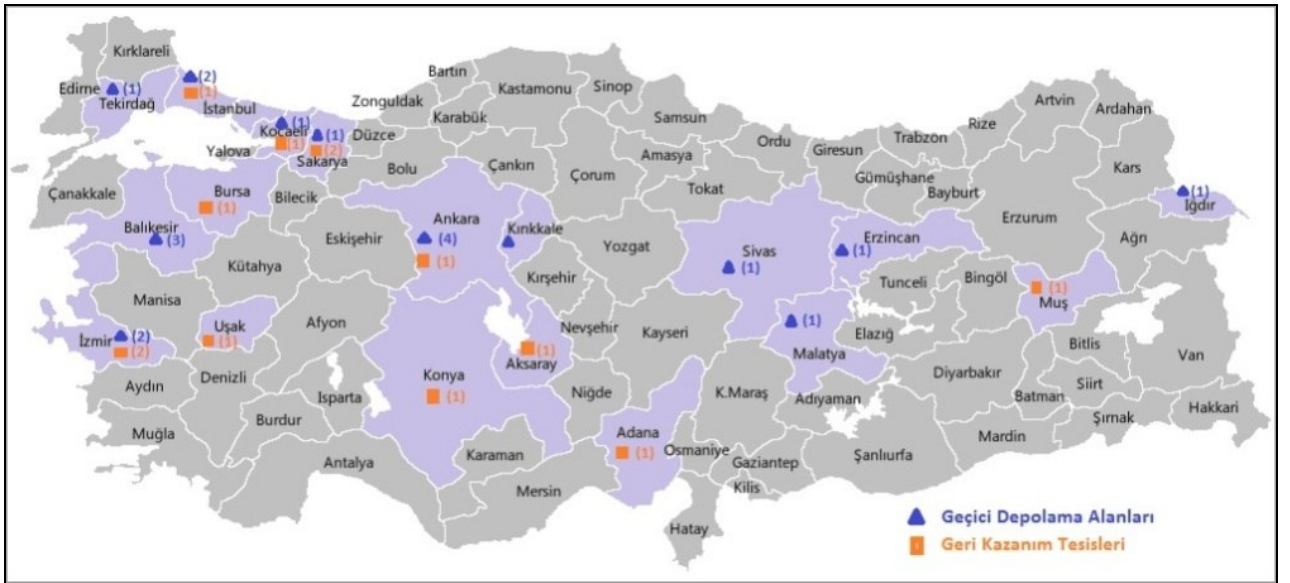 Kırklareli
Edirne
(1)
Tekirdağ
(2)
(1)
İstanbul
(1)
Kocaeli
(1)
(1)
(2)
Sakarya
Yalova
Düzce
Zonguldak
Bartın
Karabük
Kastamonu
Sinop
Samsun
Ordu
Giresun
Trabzon
Rize
Artvin
Ardahan
Kars
(1)
Iğdır
Çanakkale
Balıkesir
(3)
Bursa
(1)
Bilecik
Bolu
Çankırı
Çorum
Amasya
Tokat
Gümüşhane
Bayburt
Erzurum
Ağrı
Eskişehir
Ankara
(4)
(1)
Kırıkkale
Yozgat
Sivas
(1)
Erzincan
(1)
Tunceli
Bingöl
(1)
Muş
Kütahya
Manisa
Kırşehir
Nevşehir
Kayseri
(1)
Malatya
Elazığ
Bitlis
Van
İzmir
(2)
(2)
Uşak
(1)
Afyon
Konya
(1)
(1)
Aksaray
Niğde
K.Maraş
Adıyaman
Diyarbakır
Batman
Siirt
Şırnak
Hakkari
Aydın
Denizli
Isparta
Burdur
Muğla
Antalya
Karaman
Mersin
Adana
(1)
Osmaniye
Gaziantep
Kilis
Hatay
Şanlıurfa
Mardin
Geçici Depolama Alanları
Geri Kazanım Tesisleri